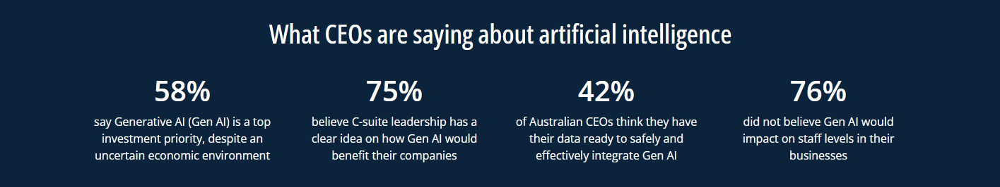 What CEOs are saying about artificial intelligence
58%
say Generative AI (Gen AI) is a top
investment priority, despite an
uncertain economic environment
75%
believe C-suite leadership has a
clear idea on how Gen AI would
benefit their companies
42%
of Australian CEOs think they have
their data ready to safely and
effectively integrate Gen AI
76%
did not believe Gen AI would
impact on staff levels in their
businesses